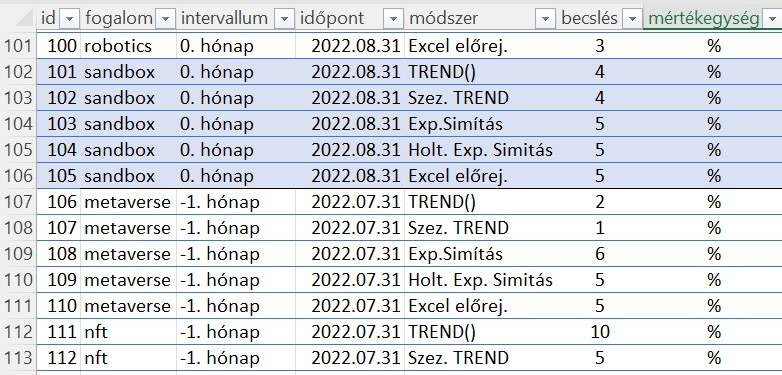 id fogalom intervallum időpont módszer becslés mértékegység
101 100 robotics 0. hónap 2022.08.31 Excel előrej. 3 %
102 101 sandbox 0. hónap 2022.08.31 TREND() 4 %
103 102 sandbox 0. hónap 2022.08.31 Szez. TREND 4 %
104 103 sandbox 0. hónap 2022.08.31 Exp.Simítás 5 %
105 104 sandbox 0. hónap 2022.08.31 Holt. Exp. Simitás 5 %
106 105 sandbox 0. hónap 2022.08.31 Excel előrej. 5 %
107 106 metaverse -1. hónap 2022.07.31 TREND() 2 %
108 107 metaverse -1. hónap 2022.07.31 Szez. TREND 1 %
109 108 metaverse -1. hónap 2022.07.31 Exp.Simítás 6 %
110 109 metaverse -1. hónap 2022.07.31 Holt. Exp. Simitás 5 %
111 110 metaverse -1. hónap 2022.07.31 Excel előrej. 5 %
112 111 nft -1. hónap 2022.07.31 TREND() 10 %
113 112 nft -1. hónap 2022.07.31 Szez. TREND 5 %